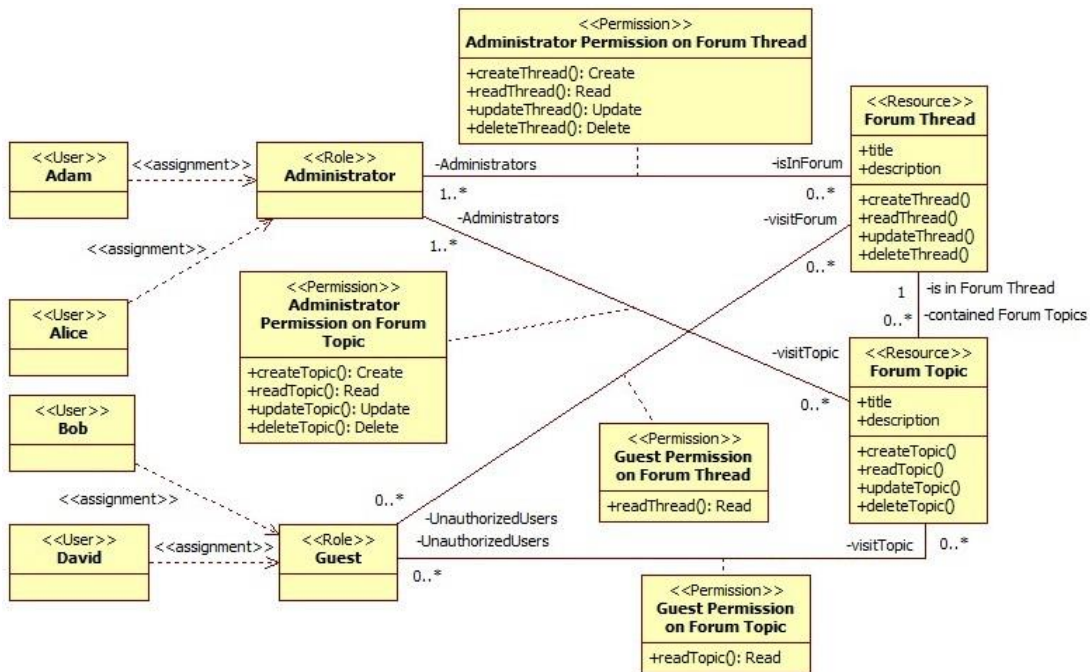 <<Permission>>
Administrator Permission on Forum Thread
+createThread(): Create
+readThread(): Read
+updateThread(): Update
+deleteThread(): Delete
<<Resource>>
Forum Thread
+title
+description
+createThread()
+readThread()
+updateThread()
+deleteThread()
<<User>>
Adam
<<assignment>>
<<Role>>
Administrator
-Administrators
1..*
-isInForum
0..*
-Administrators
1..*
-visitForum
0..*
<<assignment>>
<<User>>
Alice
<<Permission>>
Administrator
Permission on Forum
Topic
+createTopic(): Create
+readTopic(): Read
+updateTopic(): Update
+deleteTopic(): Delete
1
-is in Forum Thread
0..*
-contained Forum Topics
-visitTopic
0..*
<<Resource>>
Forum Topic
+title
+description
+createTopic()
+readTopic()
+updateTopic()
+deleteTopic()
<<User>>
Bob
<<assignment>>
<<Permission>>
Guest Permission
on Forum Thread
+readThread(): Read
<<User>>
David
<<assignment>>
<<Role>>
Guest
0..*
-UnauthorizedUsers
-UnauthorizedUsers
0..*
-visitTopic
0..*
<<Permission>>
Guest Permission
on Forum Topic
+readTopic(): Read